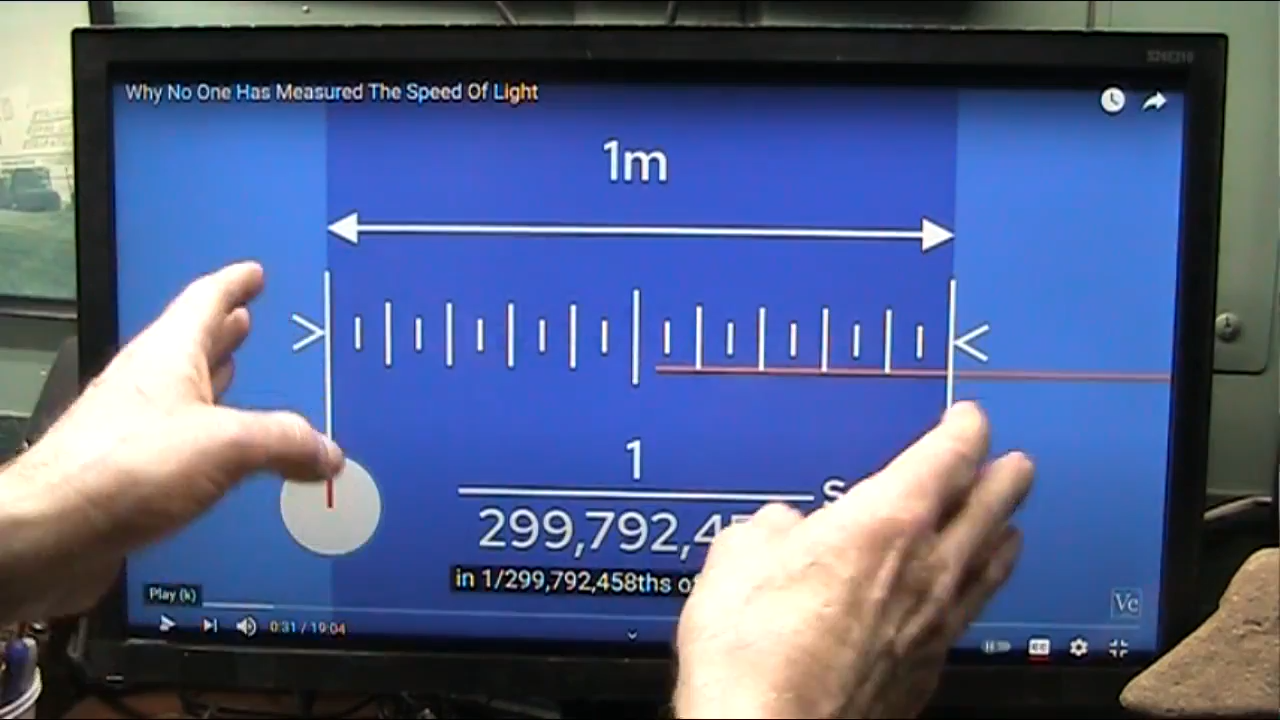 Why No One Has Measured The Speed Of Light
1m
> <
1
299,792,45
in 1/299,792,458ths of
Play (k)
Ve
0:31 / 19:04